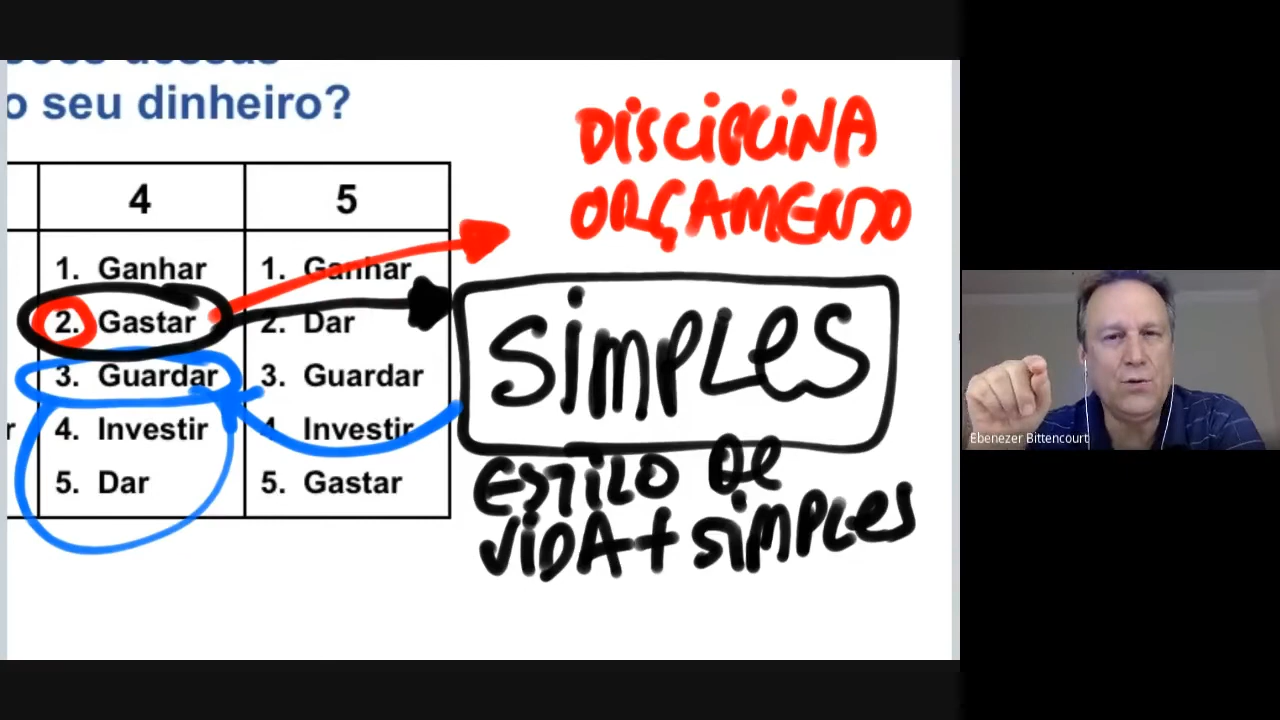 o seu dinheiro?
4
1. Ganhar
2. Gastar
3. Guardar
4. Investir
5. Dar
5
1. Ganhar
2. Dar
3. Guardar
4. Investir
5. Gastar
DISCIPLINA
ORÇAMENTO
SIMPLES
ESTILO DE
VIDA + SIMPLES
Ebenezer Bittencourt